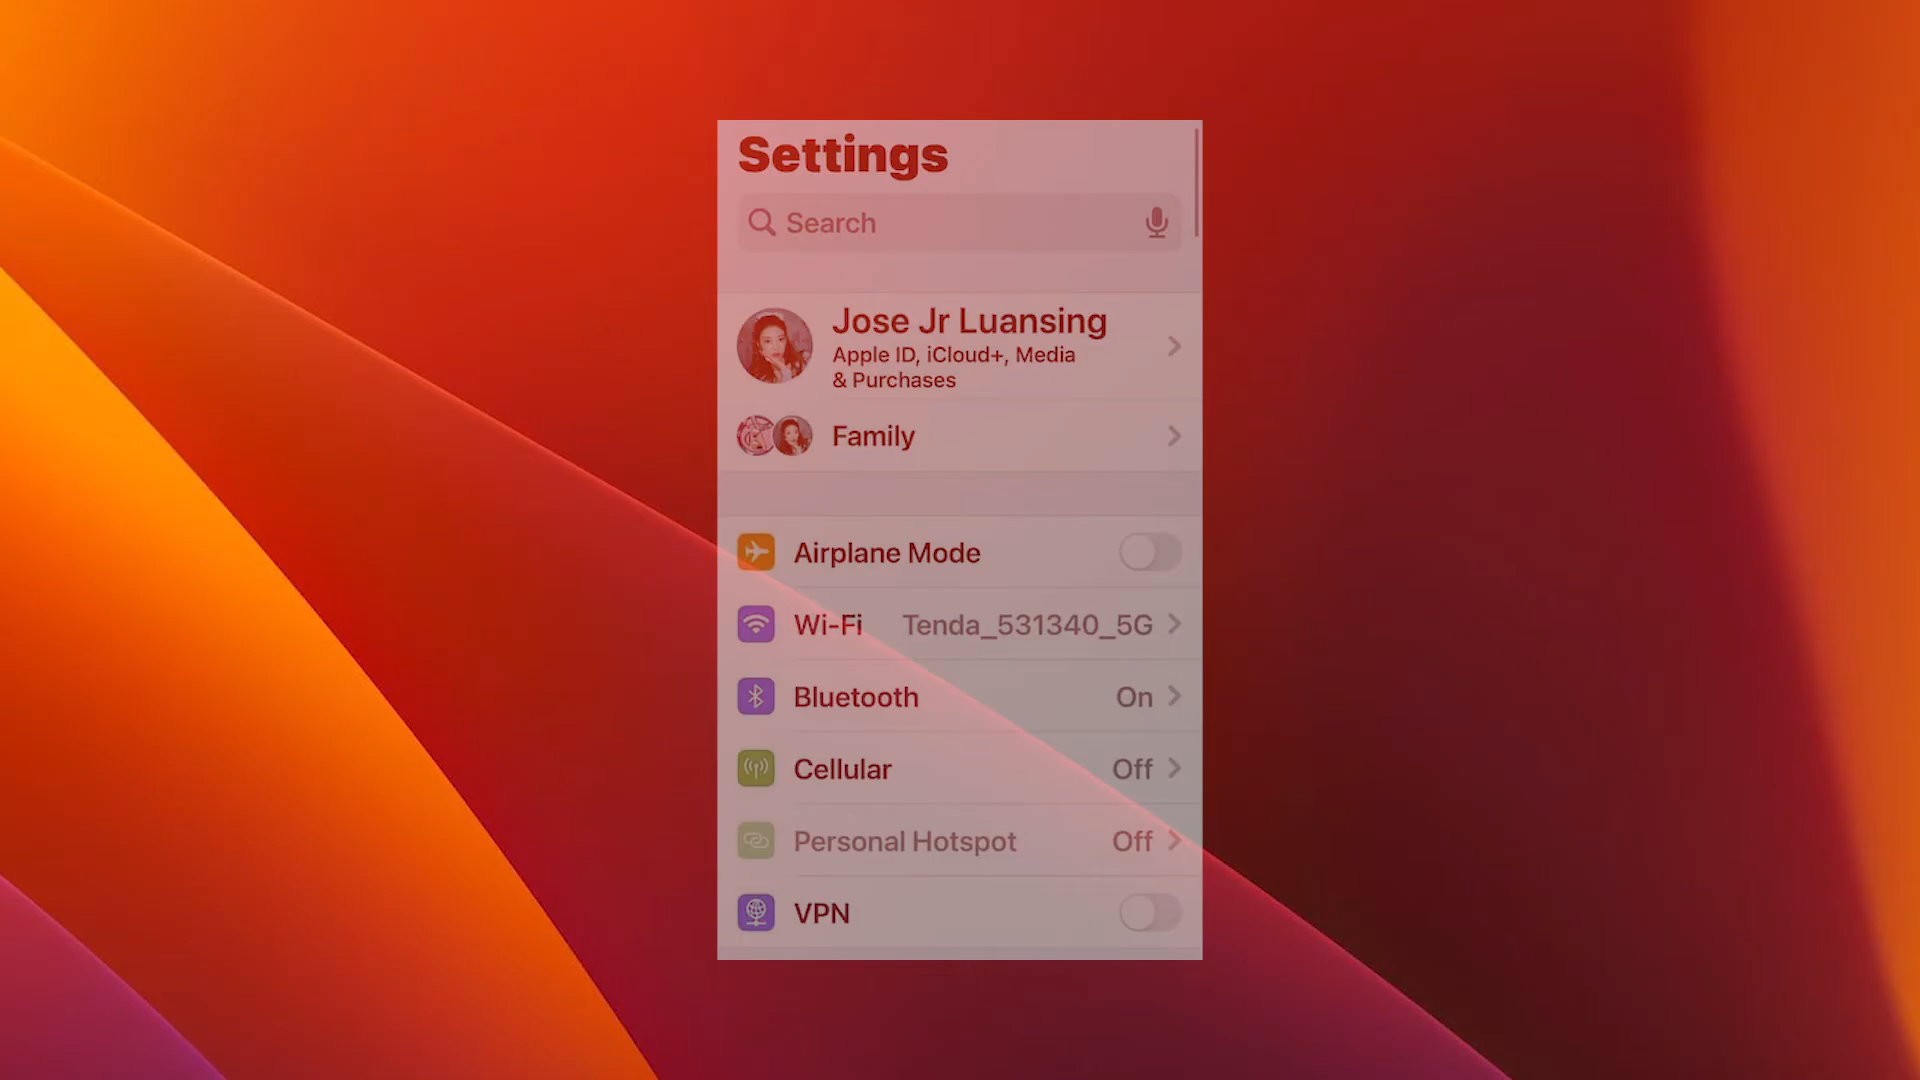 Settings
Search
Jose Jr Luansing
Apple ID, iCloud+, Media
& Purchases
Family
Airplane Mode
Wi-Fi Tenda_531340_5G
Bluetooth On
Cellular Off
Personal Hotspot Off
VPN